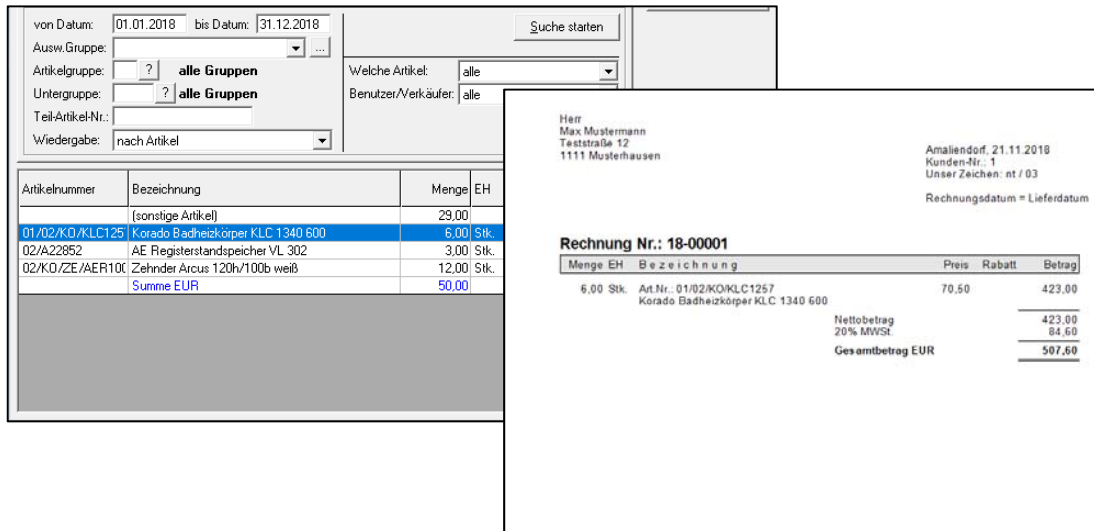 von Datum: 01.01.2018 bis Datum: 31.12.2018
Suche starten
Ausw.Gruppe: ...
Artikelgruppe: ? alle Gruppen
Welche Artikel: alle
Untergruppe: ? alle Gruppen
Benutzer/Verkäufer: alle
Teil-Artikel-Nr.:
Wiedergabe: nach Artikel
Artikelnummer Bezeichnung Menge EH
(sonstige Artikel) 29,00
01/02/KO/KLC125 Korado Badheizkörper KLC 1340 600 6,00 Stk.
02/A22852 AE Registerstandspeicher VL 302 3,00 Stk.
02/KO/ZE/AER100 Zehnder Arcus 120h/100b weiß 12,00 Stk.
Summe EUR 50,00
Herr
Max Mustermann
Teststraße 12
1111 Musterhausen
Amaliendorf, 21.11.2018
Kunden-Nr.: 1
Unser Zeichen: nt / 03
Rechnungsdatum = Lieferdatum
Rechnung Nr.: 18-00001
Menge EH Bezeichnung Preis Rabatt Betrag
6,00 Stk. Art.Nr.: 01/02/KO/KLC1257 70,50 423,00
Korado Badheizkörper KLC 1340 600
Nettobetrag 423,00
20% MWSt. 84,60
Gesamtbetrag EUR 507,60